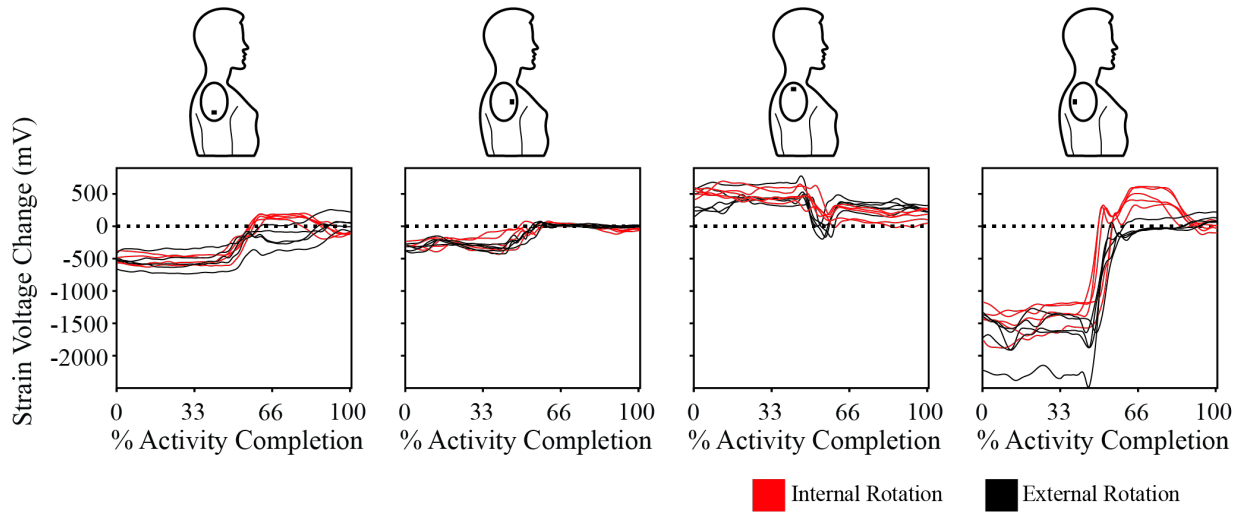 Strain Voltage Change (mV)
500
0
-500
-1000
-1500
-2000
0 33 66 100
0 33 66 100
0 33 66 100
0 33 66 100
% Activity Completion
% Activity Completion
% Activity Completion
% Activity Completion
Internal Rotation
External Rotation